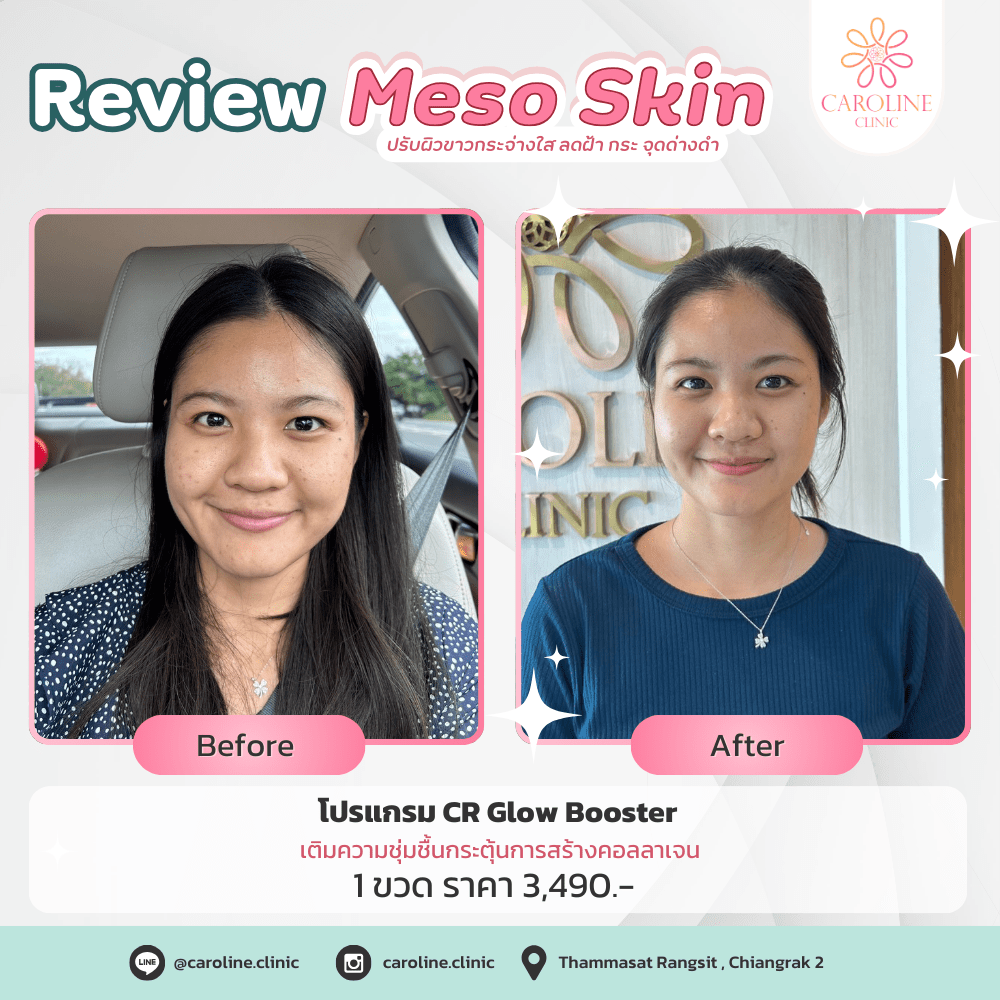 Review Meso Skin
ปรับผิวขาวกระจ่างใส ลดฝ้า กระ จุดด่างดำ
CAROLINE
CLINIC
OLI
LINIC
Before
After
โปรแกรม CR Glow Booster
เติมความชุ่มชื้นกระตุ้นการสร้างคอลลาเจน
1 ขวด ราคา 3,490.-
LINE @caroline.clinic caroline.clinic Thammasat Rangsit , Chiangrak 2